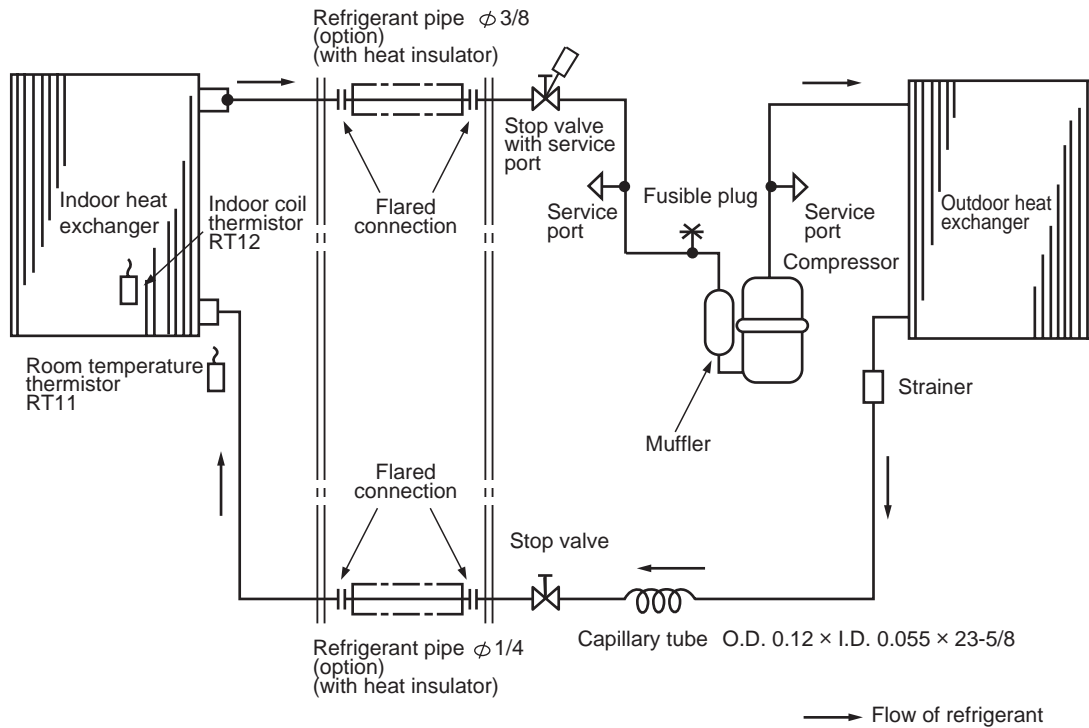 Refrigerant pipe ϕ 3/8
(option)
(with heat insulator)
Stop valve
with service
port
Indoor heat
exchanger
Indoor coil
thermistor
RT12
Flared
connection
Service
port
Fusible plug
Service
port
Compressor
Outdoor heat
exchanger
Room temperature
thermistor
RT11
Strainer
Muffler
Flared
connection
Stop valve
Refrigerant pipe ϕ 1/4
(option)
(with heat insulator)
Capillary tube O.D. 0.12 × I.D. 0.055 × 23-5/8
Flow of refrigerant